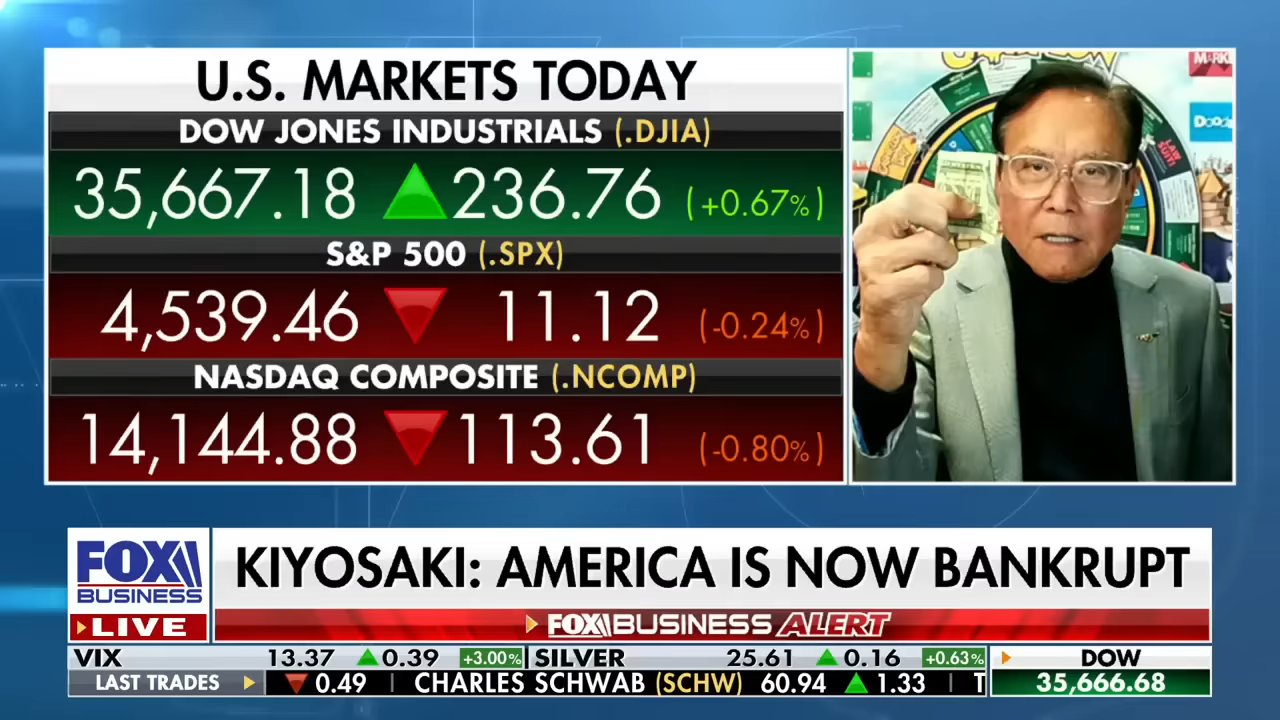 U.S. MARKETS TODAY
DOW JONES INDUSTRIALS (.DJIA)
35,667.18 ▲ 236.76 (+0.67%)
S&P 500 (.SPX)
4,539.46 ▼ 11.12 (-0.24%)
NASDAQ COMPOSITE (.NCOMP)
14,144.88 ▼ 113.61 (-0.80%)
LAW SUIT!
FOX BUSINESS
LIVE
KIYOSAKI: AMERICA IS NOW BANKRUPT
FOX BUSINESS ALERT
VIX 13.37 ▲ 0.39 +3.00% SILVER 25.61 ▲ 0.16 +0.63%
LAST TRADES ▼ 0.49 | CHARLES SCHWAB (SCHW) 60.94 ▲ 1.33 | T
DOW
35,666.68